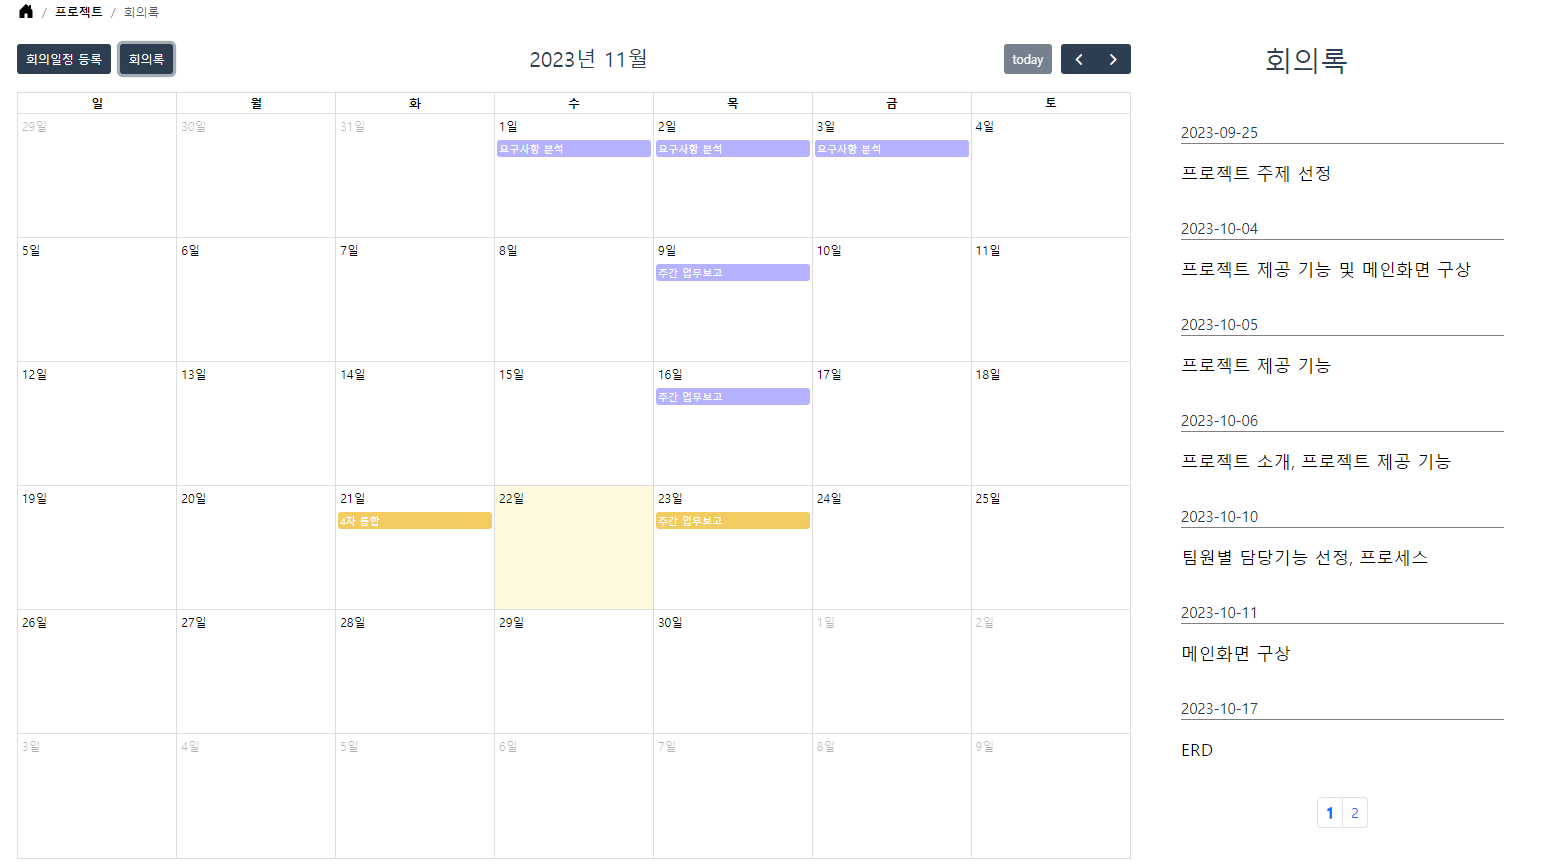 / 프로젝트 / 회의록
회의일정 등록 회의록 2023년 11월 today
일 월 화 수 목 금 토
29일 30일 31일 1일 2일 3일 4일
요구사항 분석 요구사항 분석 요구사항 분석
5일 6일 7일 8일 9일 10일 11일
주간 업무보고
12일 13일 14일 15일 16일 17일 18일
주간 업무보고
19일 20일 21일 22일 23일 24일 25일
4차 통합 주간 업무보고
26일 27일 28일 29일 30일 1일 2일
3일 4일 5일 6일 7일 8일 9일
회의록
2023-09-25
프로젝트 주제 선정
2023-10-04
프로젝트 제공 기능 및 메인화면 구상
2023-10-05
프로젝트 제공 기능
2023-10-06
프로젝트 소개, 프로젝트 제공 기능
2023-10-10
팀원별 담당기능 선정, 프로세스
2023-10-11
메인화면 구상
2023-10-17
ERD
1 2